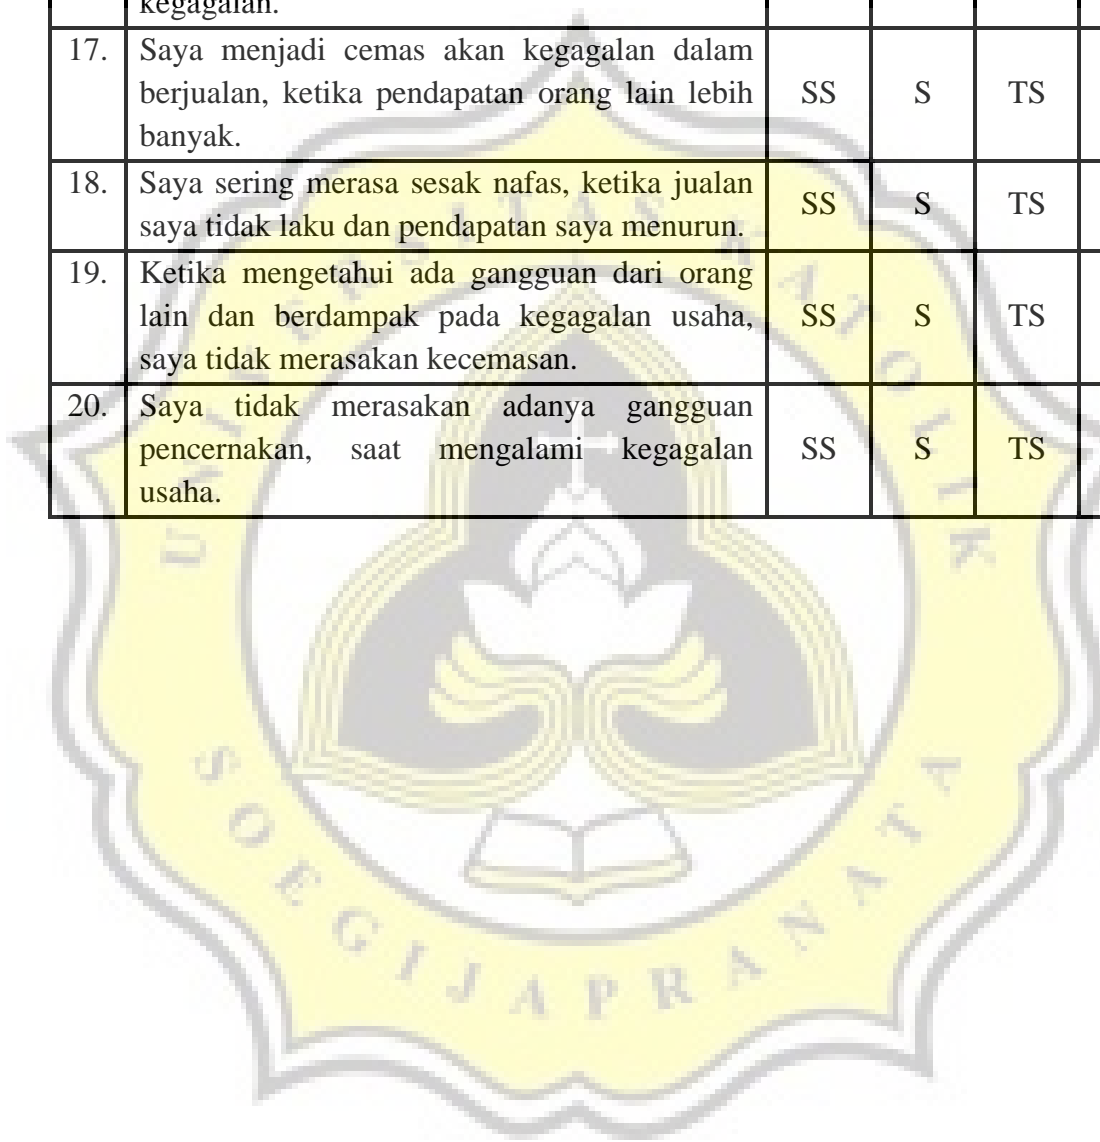 kegagalan.
17. Saya menjadi cemas akan kegagalan dalam
berjualan, ketika pendapatan orang lain lebih SS S TS
banyak.
18. Saya sering merasa sesak nafas, ketika jualan
saya tidak laku dan pendapatan saya menurun. SS S TS
19. Ketika mengetahui ada gangguan dari orang
lain dan berdampak pada kegagalan usaha, SS S TS
saya tidak merasakan kecemasan.
20. Saya tidak merasakan adanya gangguan
pencernakan, saat mengalami kegagalan SS S TS
usaha.
UNIVERSITAS KATOLIK
SOEGIJAPRANATA